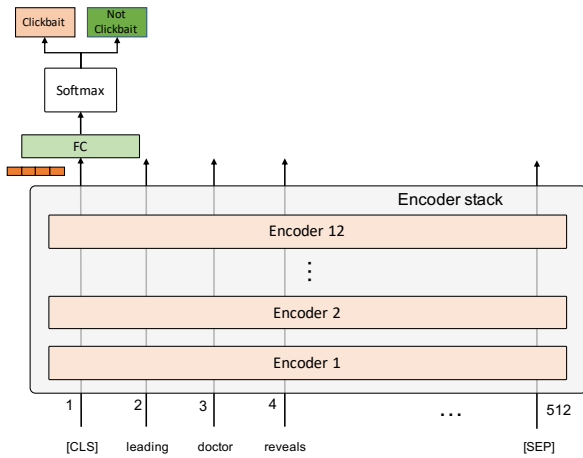 Clickbait
Not
Clickbait
Softmax
FC
Encoder stack
Encoder 12
Encoder 2
Encoder 1
1 2 3 4 ... 512
[CLS] leading doctor reveals [SEP]